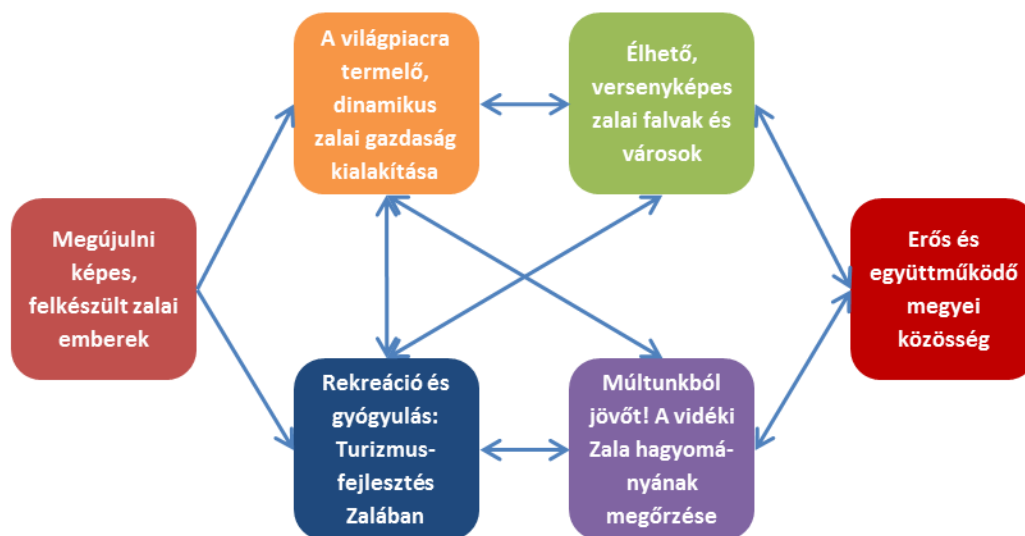 A világpiacra
termelő,
dinamikus
zalai gazdaság
kialakítása
Élhető,
versenyképes
zalai falvak és
városok
Megújulni
képes,
felkészült zalai
emberek
Erős és
együttműködő
megyei
közösség
Rekreáció és
gyógyulás:
Turizmus-
fejlesztés
Zalában
Múltunkból
jövőt! A vidéki
Zala hagyomá-
nyának
megőrzése